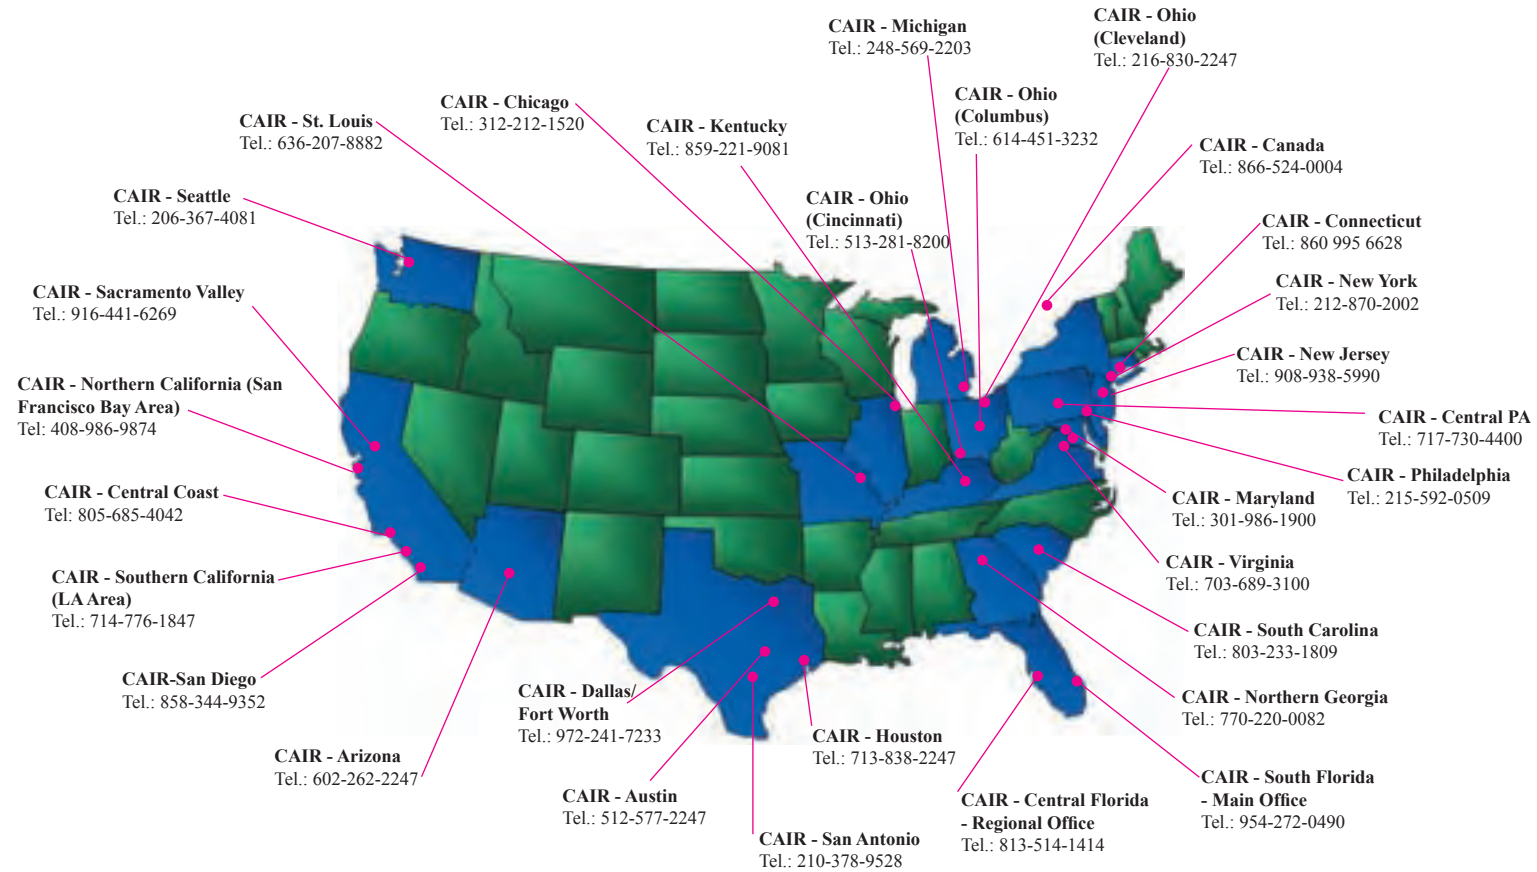 CAIR - Michigan
Tel.: 248-569-2203
CAIR - Ohio
(Cleveland)
Tel.: 216-830-2247
CAIR - Chicago
Tel.: 312-212-1520
CAIR - Ohio
(Columbus)
Tel.: 614-451-3232
CAIR - St. Louis
Tel.: 636-207-8882
CAIR - Kentucky
Tel.: 859-221-9081
CAIR - Canada
Tel.: 866-524-0004
CAIR - Seattle
Tel.: 206-367-4081
CAIR - Ohio
(Cincinnati)
Tel.: 513-281-8200
CAIR - Connecticut
Tel.: 860 995 6628
CAIR - New York
Tel.: 212-870-2002
CAIR - Sacramento Valley
Tel.: 916-441-6269
CAIR - New Jersey
Tel.: 908-938-5990
CAIR - Northern California (San
Francisco Bay Area)
Tel: 408-986-9874
CAIR - Central PA
Tel.: 717-730-4400
CAIR - Philadelphia
Tel.: 215-592-0509
CAIR - Central Coast
Tel: 805-685-4042
CAIR - Maryland
Tel.: 301-986-1900
CAIR - Virginia
Tel.: 703-689-3100
CAIR - Southern California
(LA Area)
Tel.: 714-776-1847
CAIR - South Carolina
Tel.: 803-233-1809
CAIR-San Diego
Tel.: 858-344-9352
CAIR - Dallas/
Fort Worth
Tel.: 972-241-7233
CAIR - Northern Georgia
Tel.: 770-220-0082
CAIR - Houston
Tel.: 713-838-2247
CAIR - Arizona
Tel.: 602-262-2247
CAIR - South Florida
- Main Office
Tel.: 954-272-0490
CAIR - Austin
Tel.: 512-577-2247
CAIR - Central Florida
- Regional Office
Tel.: 813-514-1414
CAIR - San Antonio
Tel.: 210-378-9528